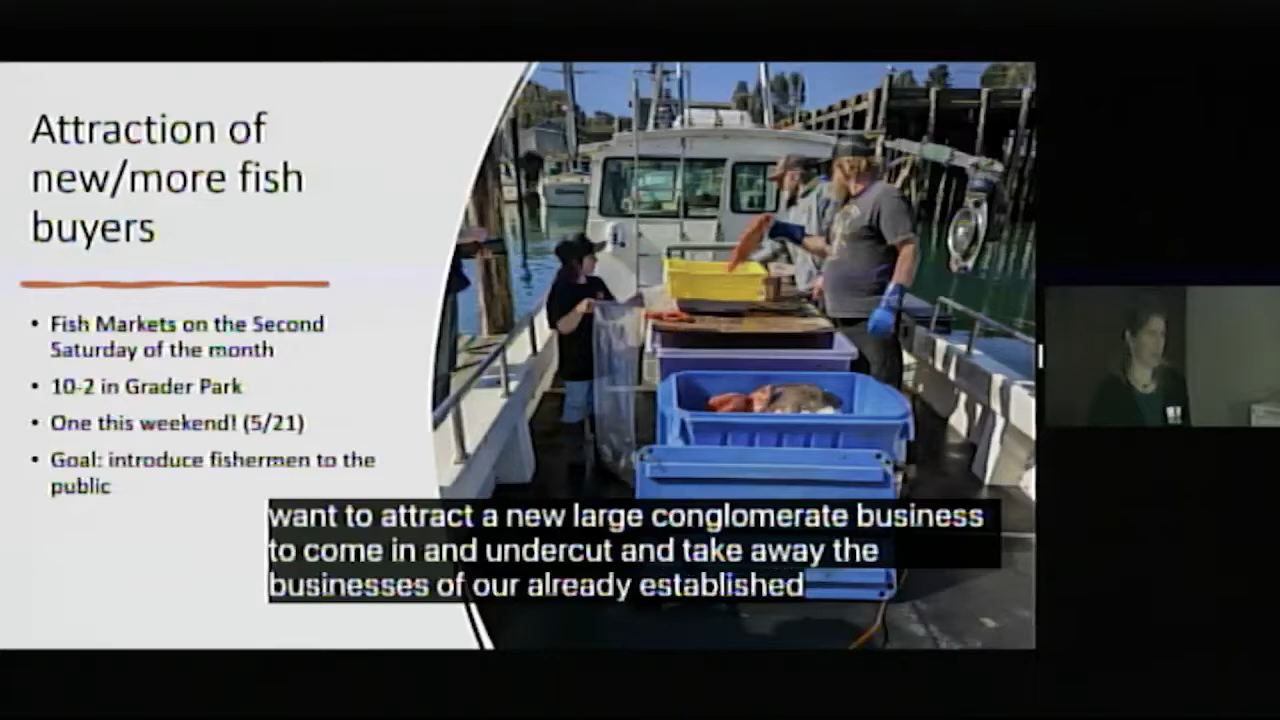 Attraction of
new/more fish
buyers
• Fish Markets on the Second
Saturday of the month
• 10-2 in Grader Park
• One this weekend! (5/21)
• Goal: introduce fishermen to the
public
want to attract a new large conglomerate business
to come in and undercut and take away the
businesses of our already established